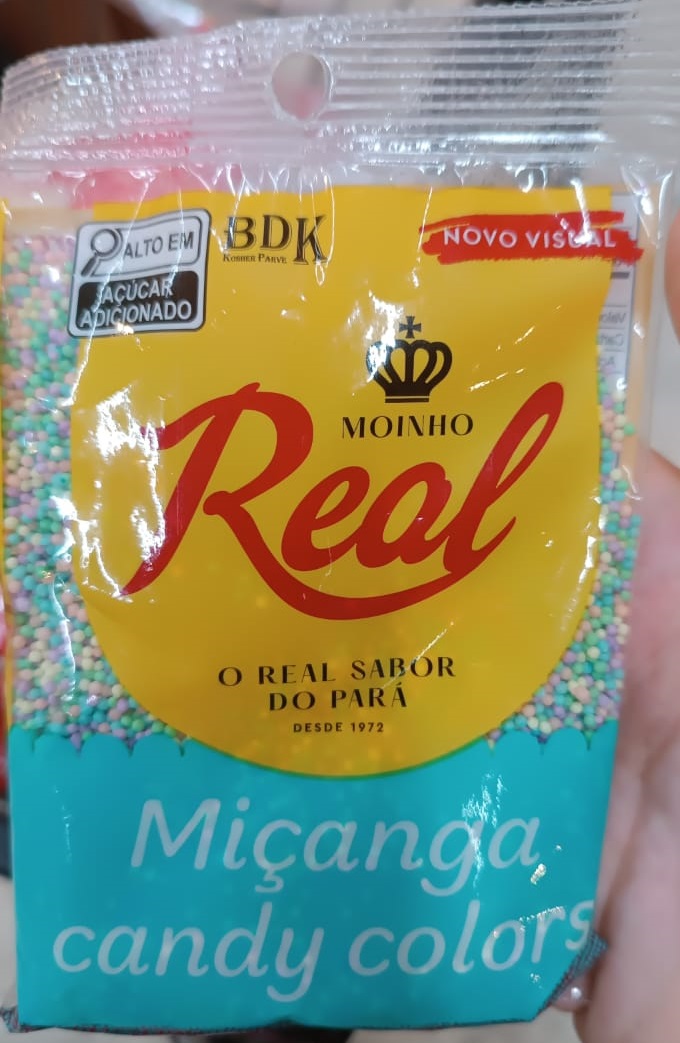 ALTO EM
AÇÚCAR
ADICIONADO
BDK
KOSHER PARVE
NOVO VISUAL
MOINHO
Real
O REAL SABOR
DO PARÁ
DESDE 1972
Miçanga
candy colors